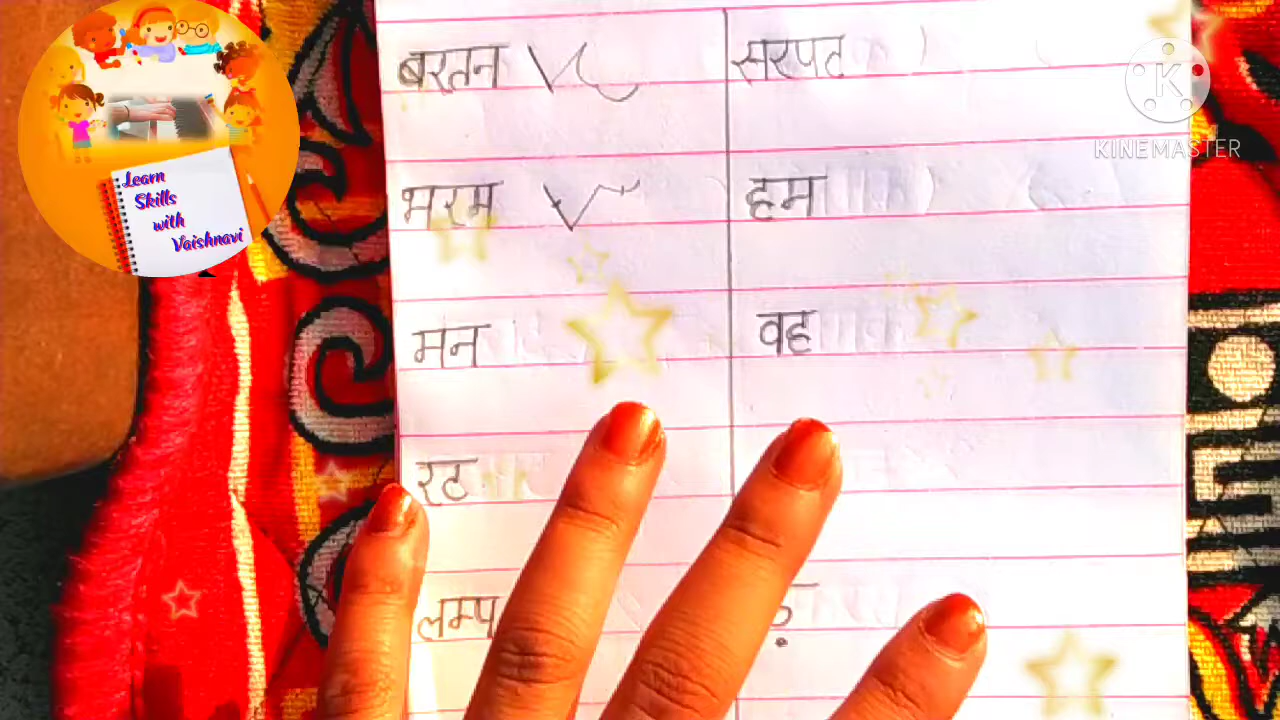 Learn
Skills
with
Vaishnavi
K
KINEMASTER
बरतन
सरपट
भरम
हम
मन
वह
रट
लम्प